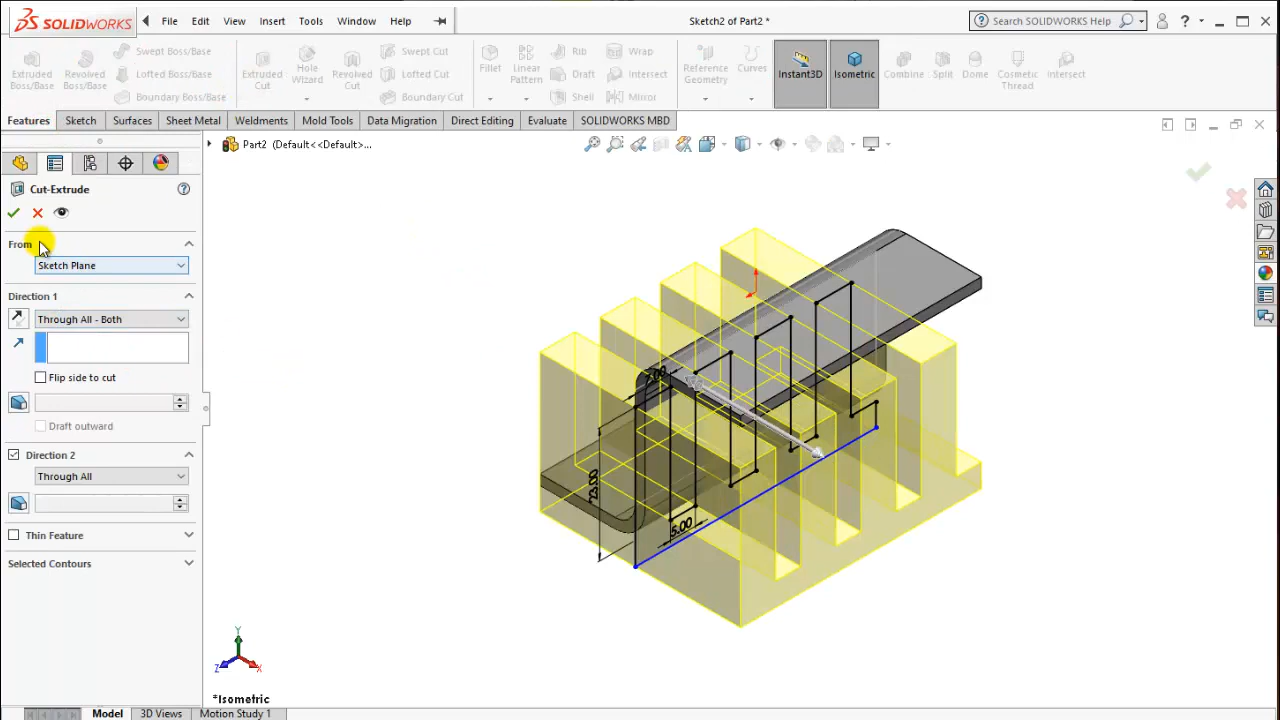 SOLIDWORKS
File Edit View Insert Tools Window Help
Sketch2 of Part2 *
Search SOLIDWORKS Help
?
Extruded Boss/Base
Revolved Boss/Base
Swept Boss/Base
Lofted Boss/Base
Boundary Boss/Base
Extruded Cut
Hole Wizard
Revolved Cut
Swept Cut
Lofted Cut
Boundary Cut
Fillet
Linear Pattern
Rib
Draft
Shell
Wrap
Intersect
Mirror
Reference Geometry
Curves
Instant3D
Isometric
Combine
Split
Dome
Cosmetic Thread
Intersect
Features Sketch Surfaces Sheet Metal Weldments Mold Tools Data Migration Direct Editing Evaluate SOLIDWORKS MBD
Part2 (Default<<Default>...
Cut-Extrude
?
From
Sketch Plane
Direction 1
Through All - Both
Flip side to cut
Draft outward
Direction 2
Through All
Thin Feature
Selected Contours
23.00
5.00
Y
Z
X
*Isometric
Model 3D Views Motion Study 1